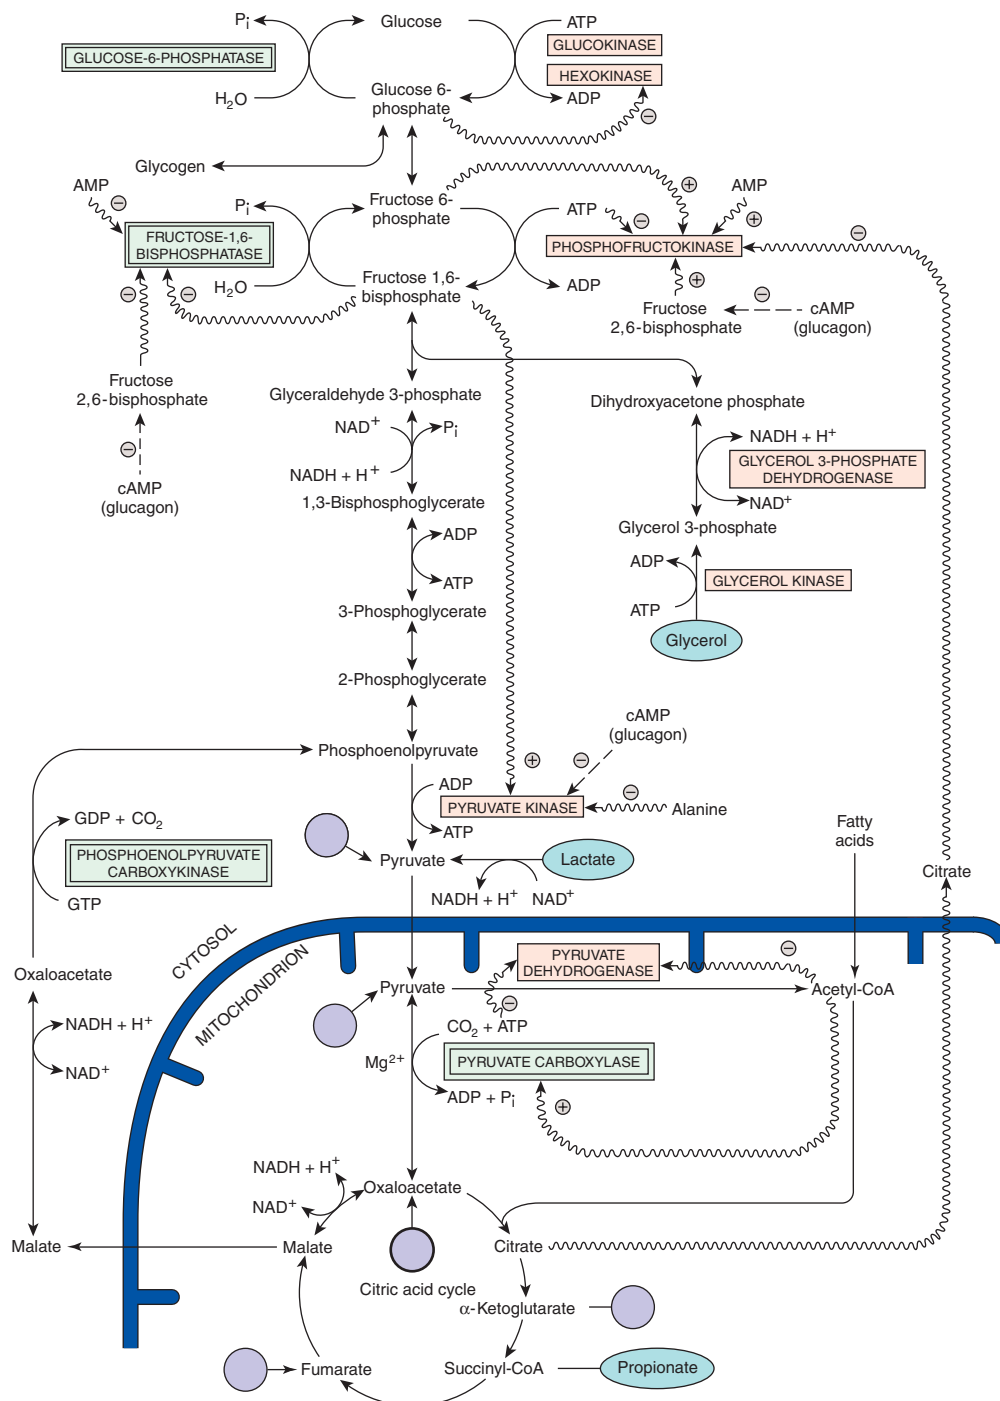 Pi
Glucose
ATP
GLUCOSE-6-PHOSPHATASE
GLUCOKINASE
HEXOKINASE
H2O
Glucose 6-
phosphate
ADP
−
Glycogen
AMP
−
Pi
Fructose 6-
phosphate
ATP
−
+
AMP
+
−
FRUCTOSE-1,6-
BISPHOSPHATASE
PHOSPHOFRUCTOKINASE
H2O
Fructose 1,6-
bisphosphate
ADP
−
−
+
Fructose
2,6-bisphosphate
−
cAMP
(glucagon)
Fructose
2,6-bisphosphate
−
cAMP
(glucagon)
Glyceraldehyde 3-phosphate
Dihydroxyacetone phosphate
NAD+
Pi
NADH + H+
NADH + H+
GLYCEROL 3-PHOSPHATE
DEHYDROGENASE
NAD+
1,3-Bisphosphoglycerate
Glycerol 3-phosphate
ADP
ATP
ADP
GLYCEROL KINASE
ATP
3-Phosphoglycerate
Glycerol
2-Phosphoglycerate
cAMP
(glucagon)
Phosphoenolpyruvate
+
−
ADP
PYRUVATE KINASE
−
Alanine
ATP
GDP + CO2
PHOSPHOENOLPYRUVATE
CARBOXYKINASE
GTP
Pyruvate
Lactate
NADH + H+
NAD+
Fatty
acids
Citrate
CYTOSOL
MITOCHONDRION
Oxaloacetate
PYRUVATE
DEHYDROGENASE
−
Pyruvate
−
Acetyl-CoA
NADH + H+
NAD+
CO2 + ATP
Mg2+
PYRUVATE CARBOXYLASE
ADP + Pi
+
NADH + H+
NAD+
Oxaloacetate
Malate
Malate
Citrate
Citric acid cycle
α-Ketoglutarate
Fumarate
Succinyl-CoA
Propionate